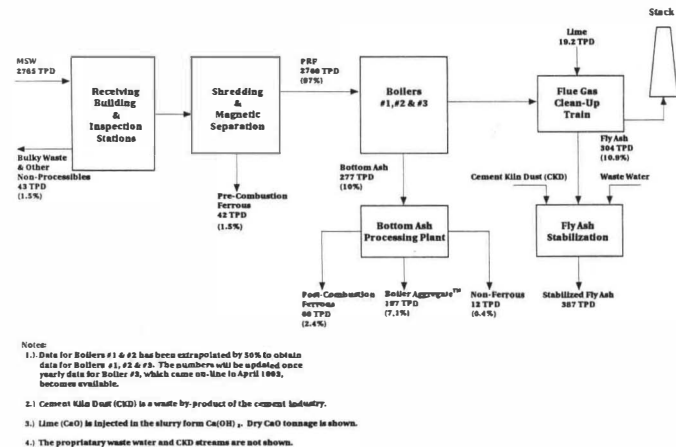 Stack
MSW
2785 TPD
PRF
2700 TPD
(97%)
Lime
19.2 TPD
Receiving
Building
&
Inspection
Stations
Shredding
&
Magnetic
Separation
Boilers
#1, #2 & #3
Flue Gas
Clean-Up
Train
Bulky Waste
& Other
Non-Processibles
43 TPD
(1.5%)
Pre-Combustion
Ferrous
42 TPD
(1.5%)
Bottom Ash
277 TPD
(10%)
Fly Ash
304 TPD
(10.9%)
Cement Kiln Dust (CKD)
Waste Water
Bottom Ash
Processing Plant
Fly Ash
Stabilization
Post-Combustion
Ferrous
(2.4%)
Boiler Aggregate™
197 TPD
(7.1%)
Non-Ferrous
12 TPD
(0.4%)
Stabilized Fly Ash
387 TPD
Notes:
1.) Data for Boilers #1 & #2 has been extrapolated by 50% to obtain
data for Boilers #1, #2 & #3. The numbers will be updated once
yearly data for Boiler #3, which came on-line in April 1993,
becomes available.
2.) Cement Kiln Dust (CKD) is a waste by-product of the cement industry.
3.) Lime (CaO) is injected in the slurry form Ca(OH)₂. Dry CaO tonnage is shown.
4.) The propriatary waste water and CKD streams are not shown.